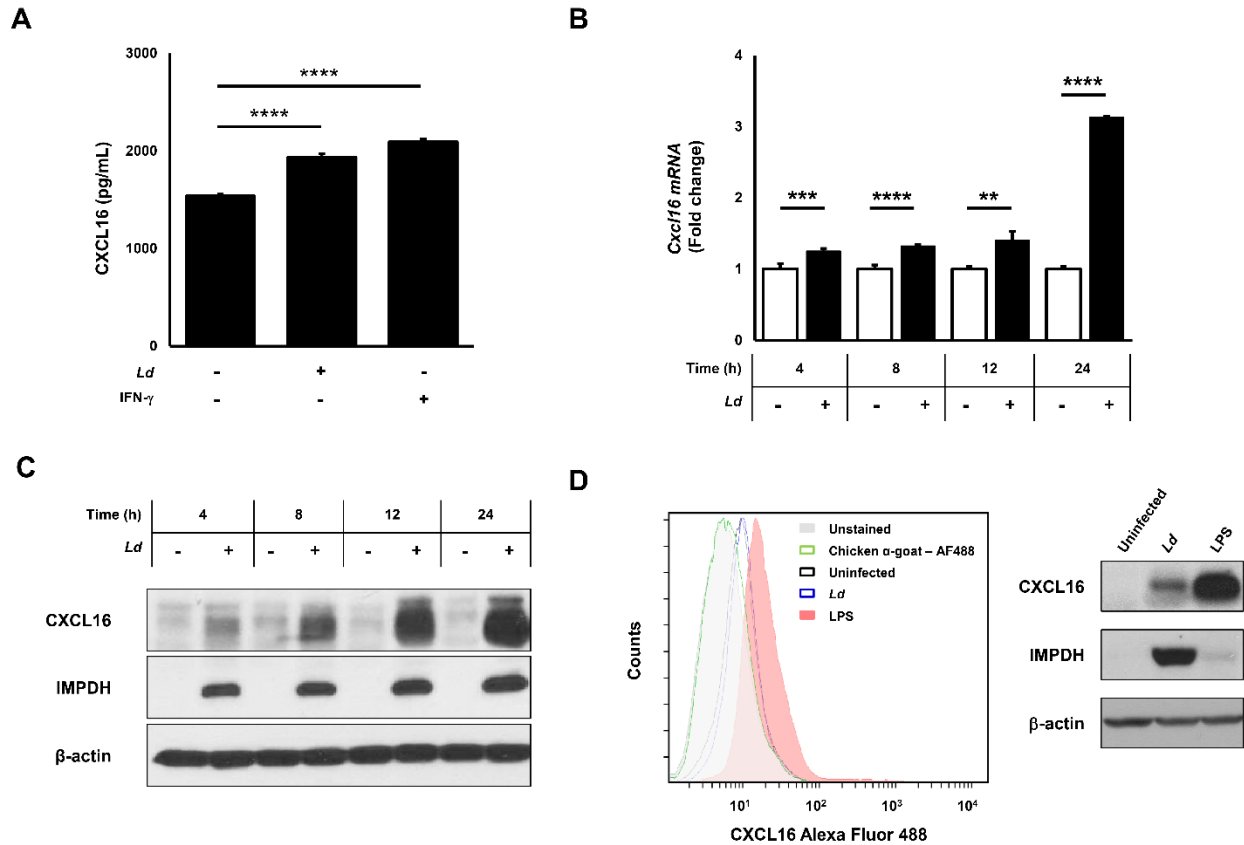 A
3000
2000
1000
0
CXCL16 (pg/mL)
****
****
Ld - + -
IFN-γ - - +
B
4
3
2
1
0
Cxcl16 mRNA
(Fold change)
*** **** ** ****
Time (h) 4 8 12 24
Ld - + - + - + - +
C
Time (h) 4 8 12 24
Ld - + - + - + - +
CXCL16
IMPDH
β-actin
D
Counts
Unstained
Chicken α-goat – AF488
Uninfected
Ld
LPS
10¹ 10² 10³ 10⁴
CXCL16 Alexa Fluor 488
Uninfected Ld LPS
CXCL16
IMPDH
β-actin